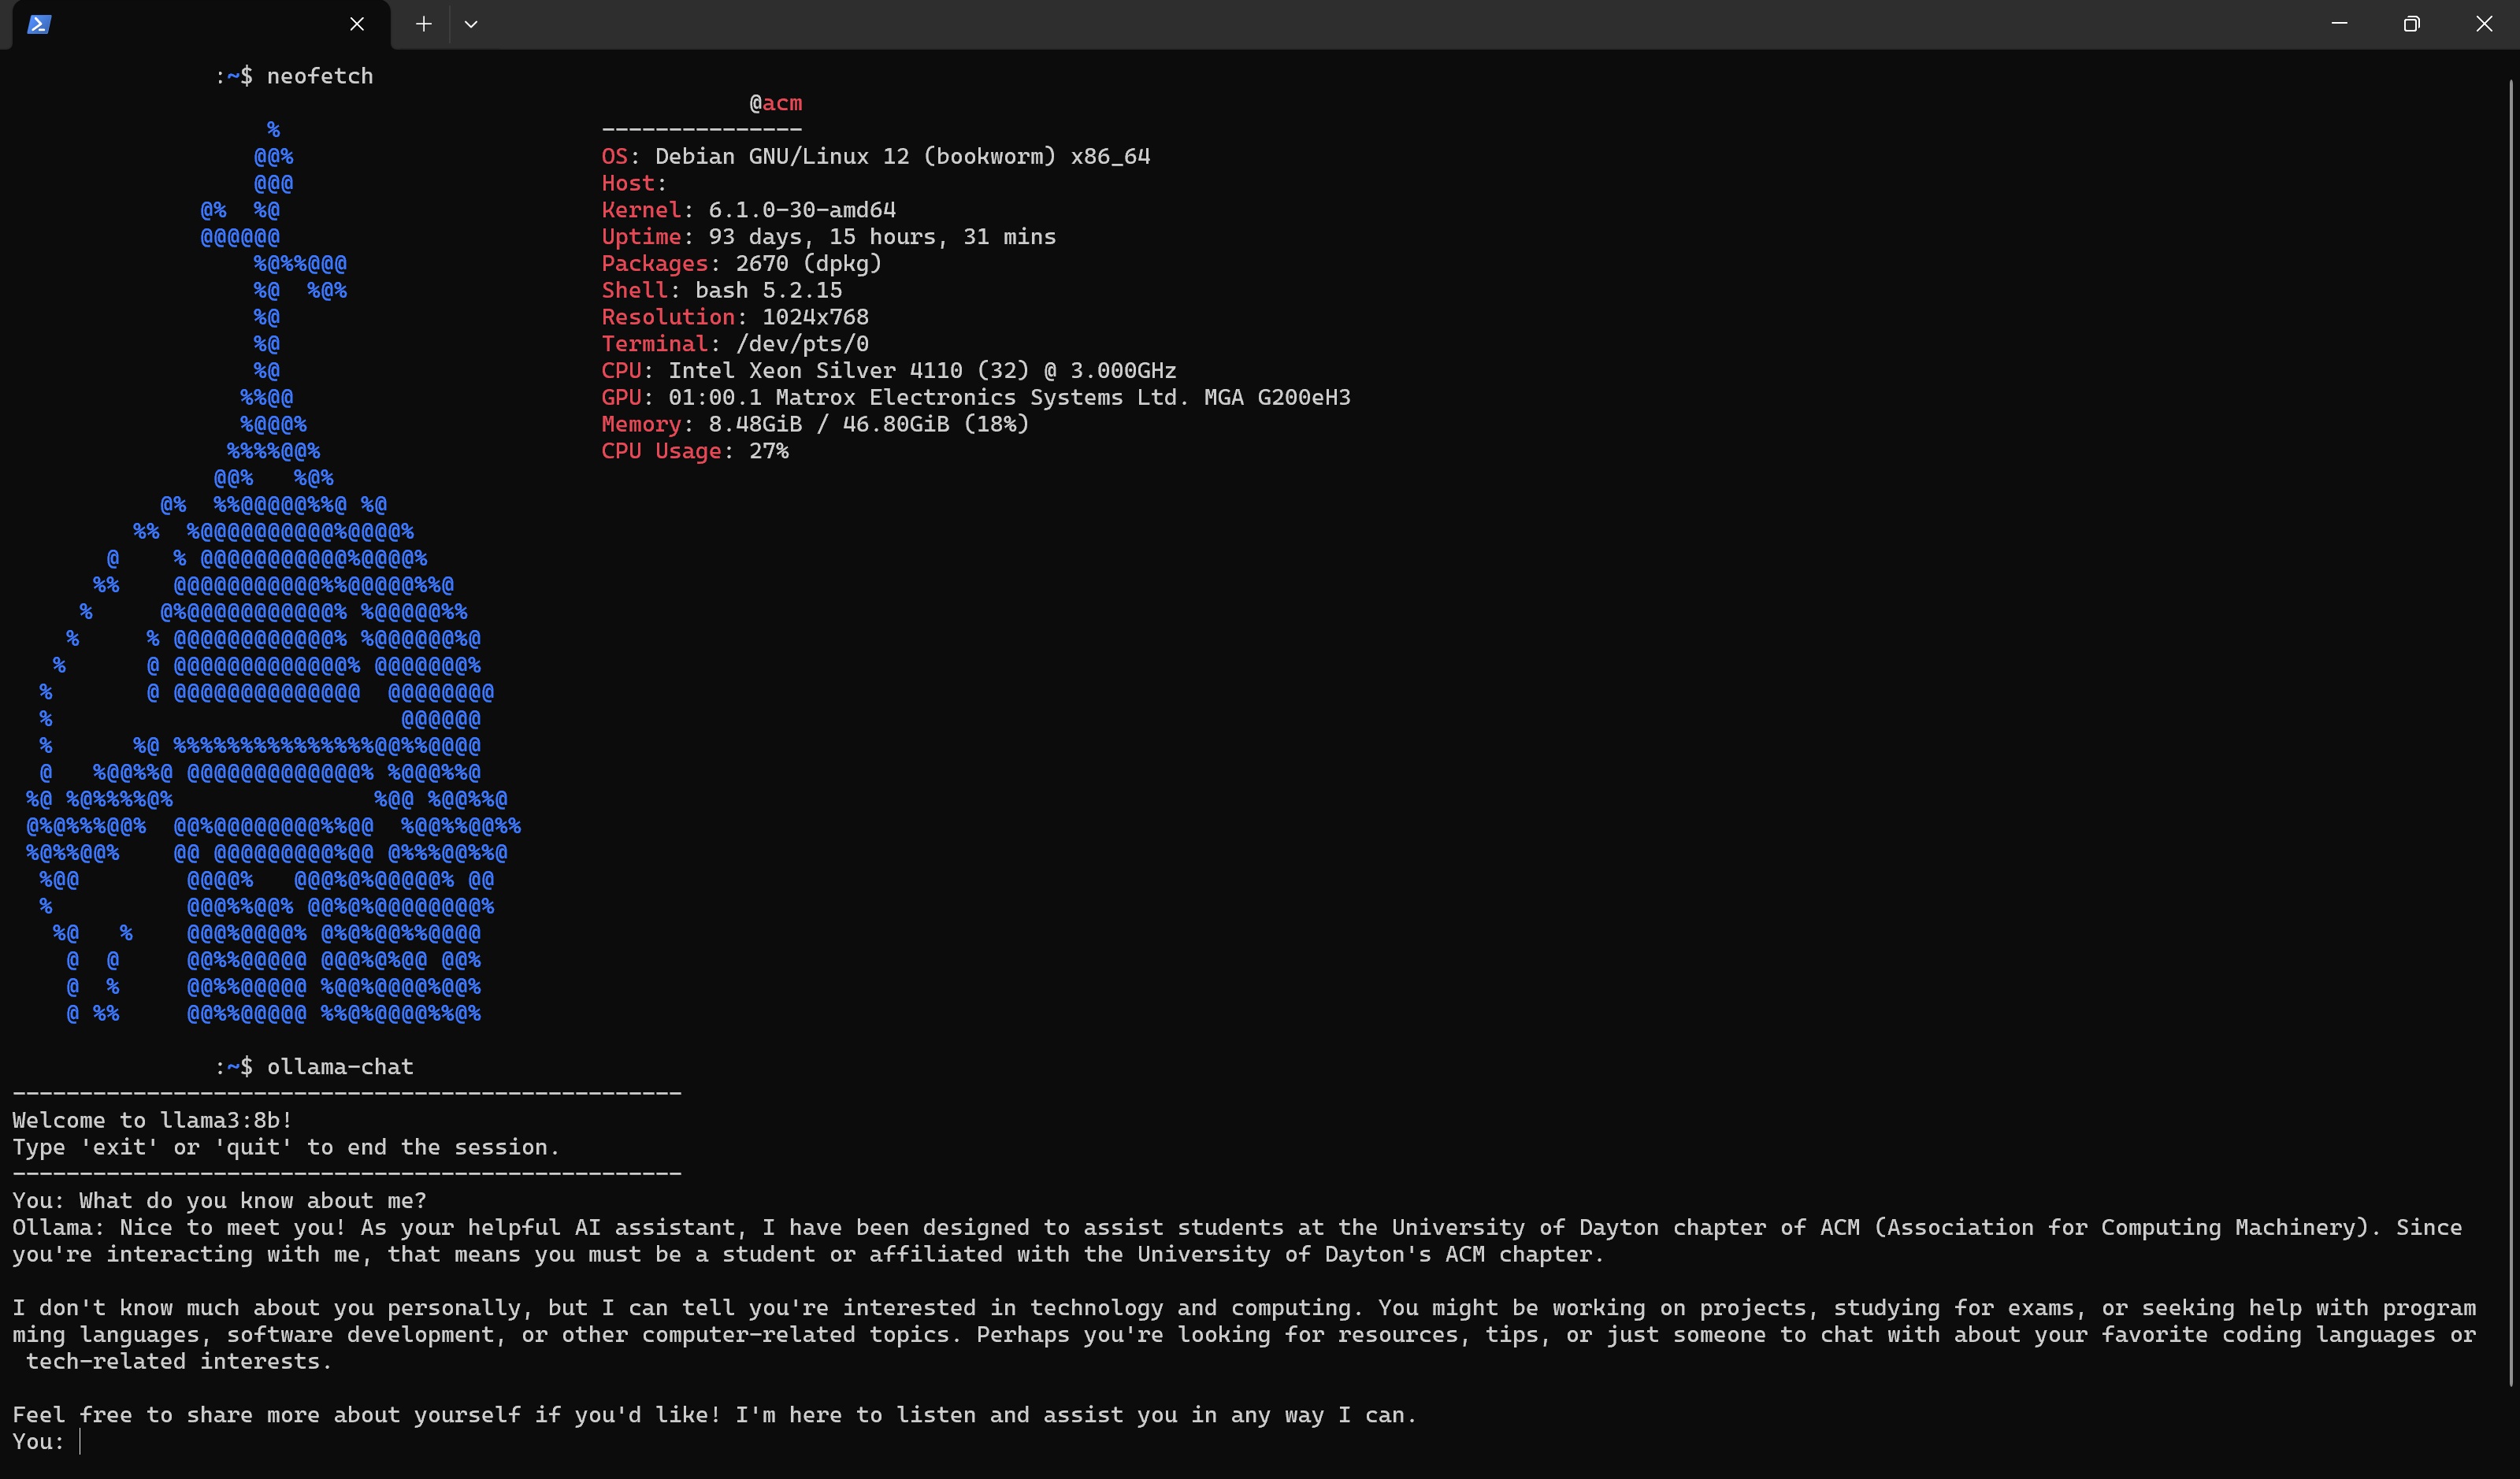 :~$ neofetch
@acm
---------------
%
@@%
OS: Debian GNU/Linux 12 (bookworm) x86_64
@@@
Host:
@%  %@
Kernel: 6.1.0-30-amd64
@@@@@@
Uptime: 93 days, 15 hours, 31 mins
%@%%@@@
Packages: 2670 (dpkg)
%@  %@%
Shell: bash 5.2.15
%@
Resolution: 1024x768
%@
Terminal: /dev/pts/0
%@
CPU: Intel Xeon Silver 4110 (32) @ 3.000GHz
%%@@
GPU: 01:00.1 Matrox Electronics Systems Ltd. MGA G200eH3
%@@@%
Memory: 8.48GiB / 46.80GiB (18%)
%%%%@@%
CPU Usage: 27%
:~$ ollama-chat
--------------------------------------------------
Welcome to llama3:8b!
Type 'exit' or 'quit' to end the session.
--------------------------------------------------
You: What do you know about me?
Ollama: Nice to meet you! As your helpful AI assistant, I have been designed to assist students at the University of Dayton chapter of ACM (Association for Computing Machinery). Since
you're interacting with me, that means you must be a student or affiliated with the University of Dayton's ACM chapter.
I don't know much about you personally, but I can tell you're interested in technology and computing. You might be working on projects, studying for exams, or seeking help with program
ming languages, software development, or other computer-related topics. Perhaps you're looking for resources, tips, or just someone to chat with about your favorite coding languages or
tech-related interests.
Feel free to share more about yourself if you'd like! I'm here to listen and assist you in any way I can.
You: